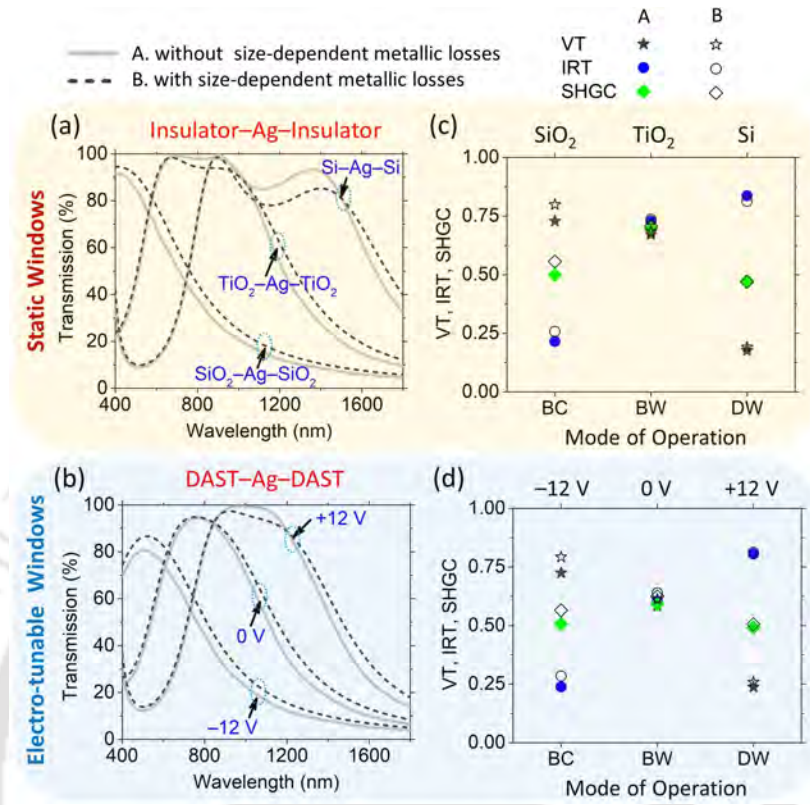 A B
A. without size-dependent metallic losses
B. with size-dependent metallic losses
VT
IRT
SHGC
Static Windows
(a) Insulator–Ag–Insulator
Transmission (%)
100
80
60
40
20
0
Si–Ag–Si
TiO₂–Ag–TiO₂
SiO₂–Ag–SiO₂
400 800 1200 1600
Wavelength (nm)
(c) SiO₂ TiO₂ Si
VT, IRT, SHGC
1.00
0.75
0.50
0.25
0.00
BC BW DW
Mode of Operation
Electro-tunable Windows
(b) DAST–Ag–DAST
Transmission (%)
100
80
60
40
20
0
+12 V
0 V
–12 V
400 800 1200 1600
Wavelength (nm)
(d) –12 V 0 V +12 V
VT, IRT, SHGC
1.00
0.75
0.50
0.25
0.00
BC BW DW
Mode of Operation